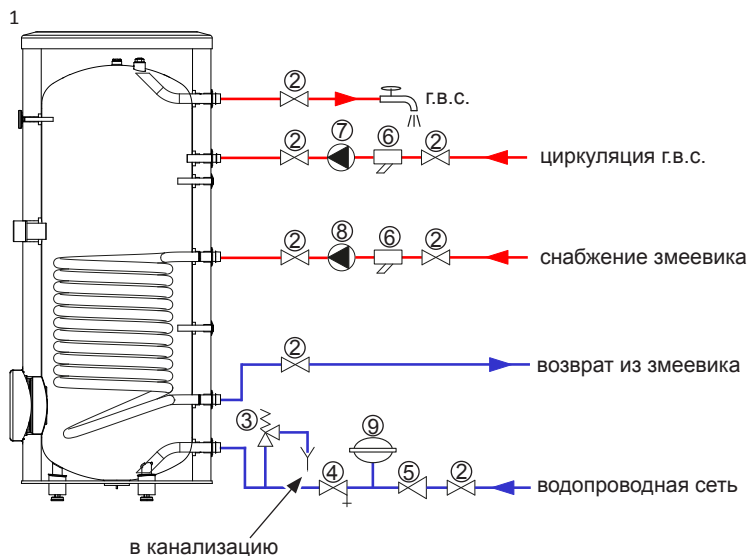 1
② г.в.с.
② ⑦ ⑥ ② циркуляция г.в.с.
② ⑧ ⑥ ② снабжение змеевика
② возврат из змеевика
③ ⑨
④ ⑤ ② водопроводная сеть
в канализацию